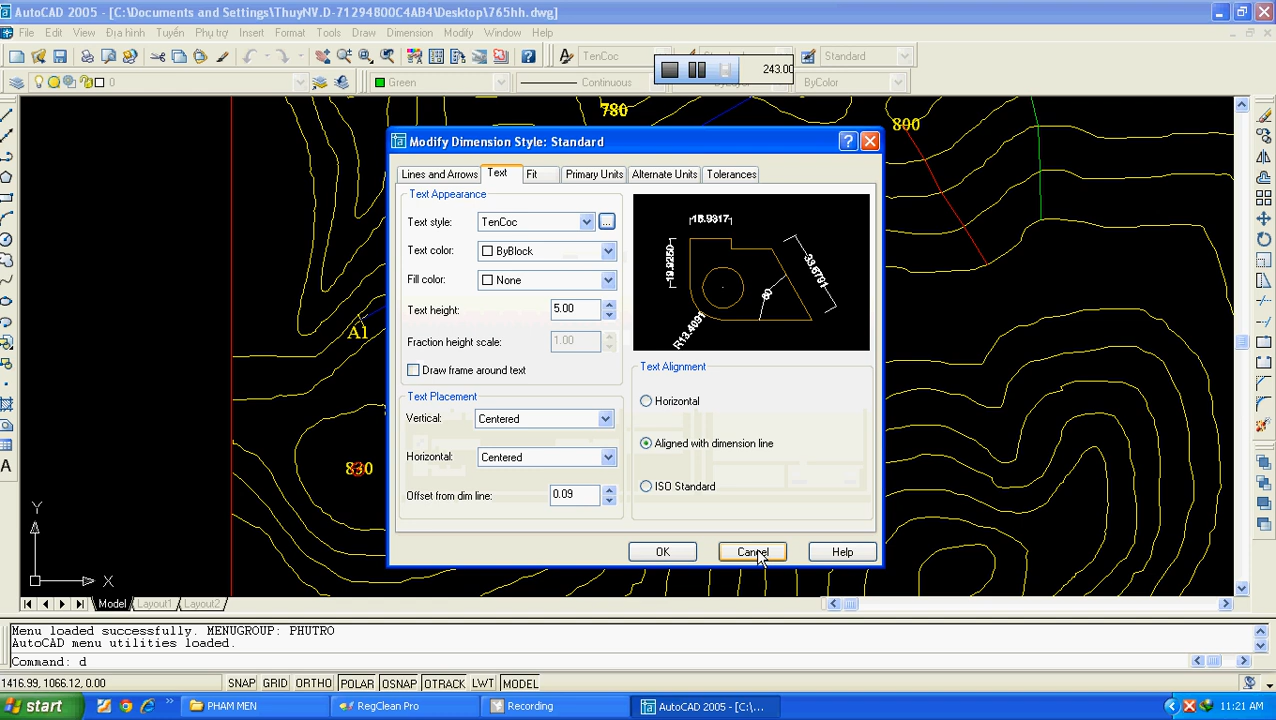 AutoCAD 2005 - [C:\Documents and Settings\ThuyNV.D-71294800C4AB4\Desktop\765hh.dwg]
File Edit View Địa hình Tuyến Phụ trợ Insert Format Tools Draw Dimension Modify Window Help
TenCoc Standard
0 Green Continuous ByColor
243.00
780
800
A1
830
Modify Dimension Style: Standard
Lines and Arrows Text Fit Primary Units Alternate Units Tolerances
Text Appearance
Text style: TenCoc ...
Text color: ByBlock
Fill color: None
Text height: 5.00
Fraction height scale: 1.00
Draw frame around text
Text Placement
Vertical: Centered
Horizontal: Centered
Offset from dim line: 0.09
60
Text Alignment
Horizontal
Aligned with dimension line
ISO Standard
OK Cancel Help
Y
X
Model Layout1 Layout2
Menu loaded successfully. MENUGROUP: PHUTRO
AutoCAD menu utilities loaded.
Command: d
1416.99, 1066.12, 0.00 SNAP GRID ORTHO POLAR OSNAP OTRACK LWT MODEL
start PHAM MEN RegClean Pro Recording AutoCAD 2005 - [C:\... 11:21 AM